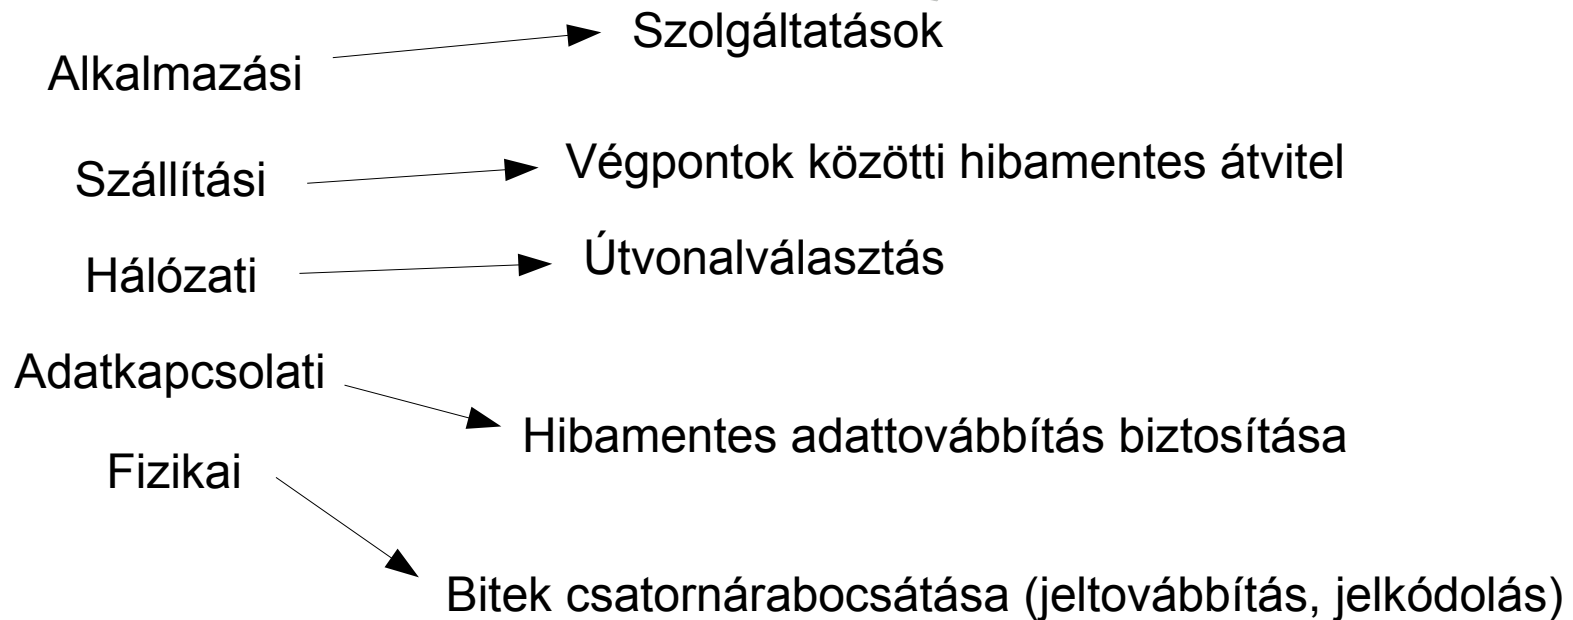 Alkalmazási
Szolgáltatások
Szállítási
Végpontok közötti hibamentes átvitel
Hálózati
Útvonalválasztás
Adatkapcsolati
Hibamentes adattovábbítás biztosítása
Fizikai
Bitek csatornárabocsátása (jeltovábbítás, jelkódolás)